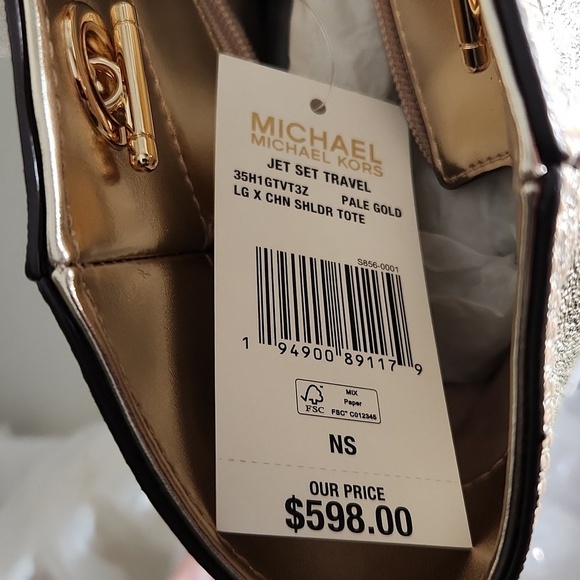 MICHAEL
MICHAEL KORS
JET SET TRAVEL
35H1GTVT3Z PALE GOLD
LG X CHN SHLDR TOTE
S856-0001
1 94900 89117 9
FSC
MIX
Paper
FSC® C012345
NS
OUR PRICE
$598.00